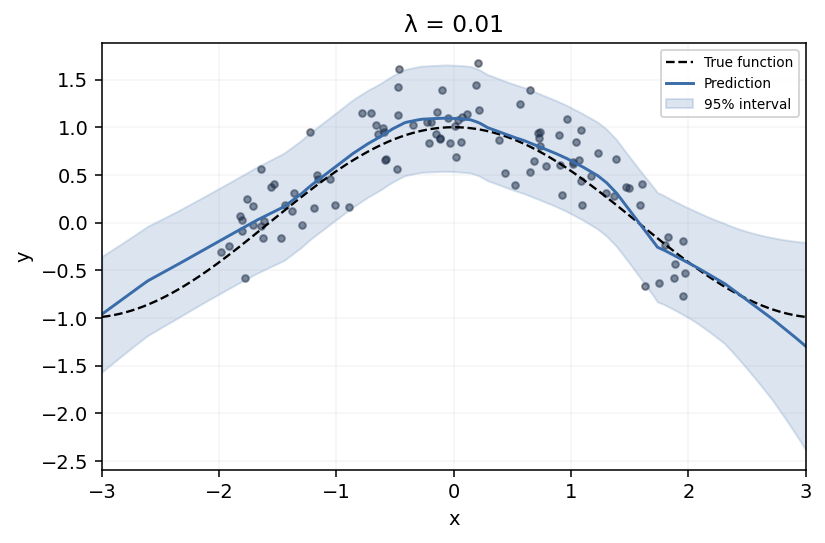 λ = 0.01
True function
Prediction
95% interval
1.5
1.0
0.5
0.0
−0.5
−1.0
−1.5
−2.0
−2.5
y
−3 −2 −1 0 1 2 3
x